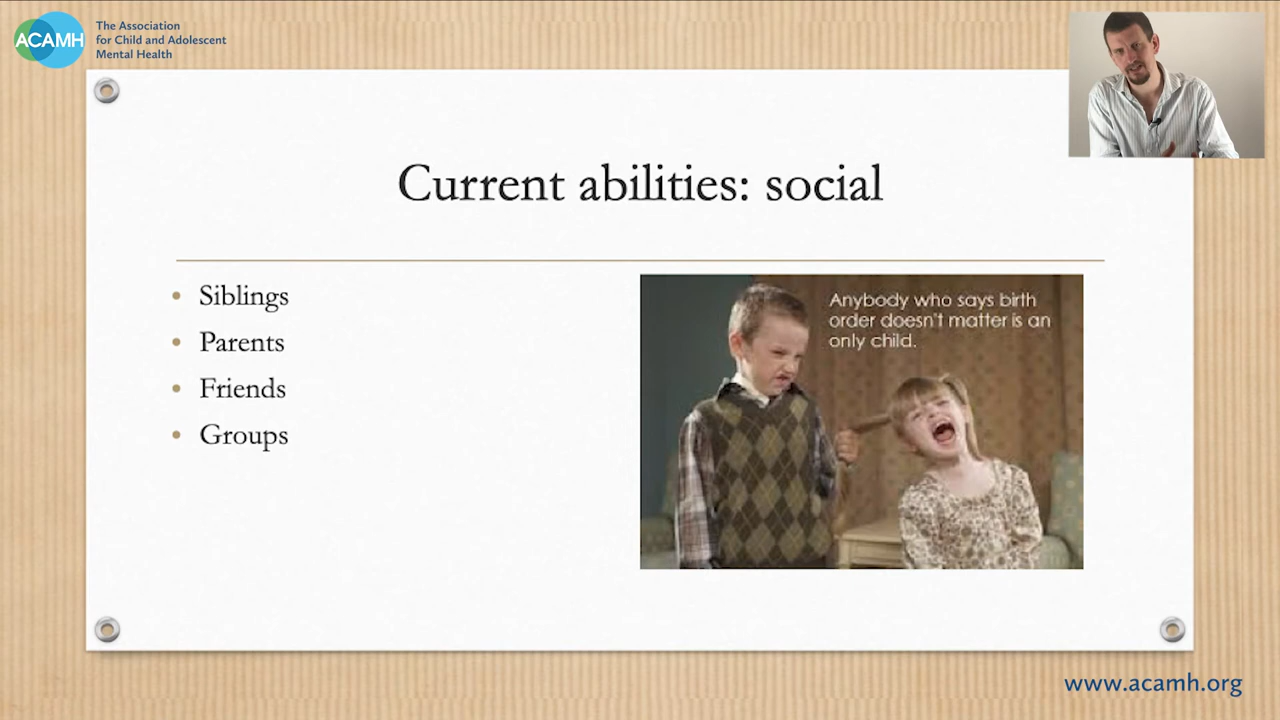 ACAMH
The Association
for Child and Adolescent
Mental Health
Current abilities: social
• Siblings
• Parents
• Friends
• Groups
Anybody who says birth
order doesn't matter is an
only child.
www.acamh.org